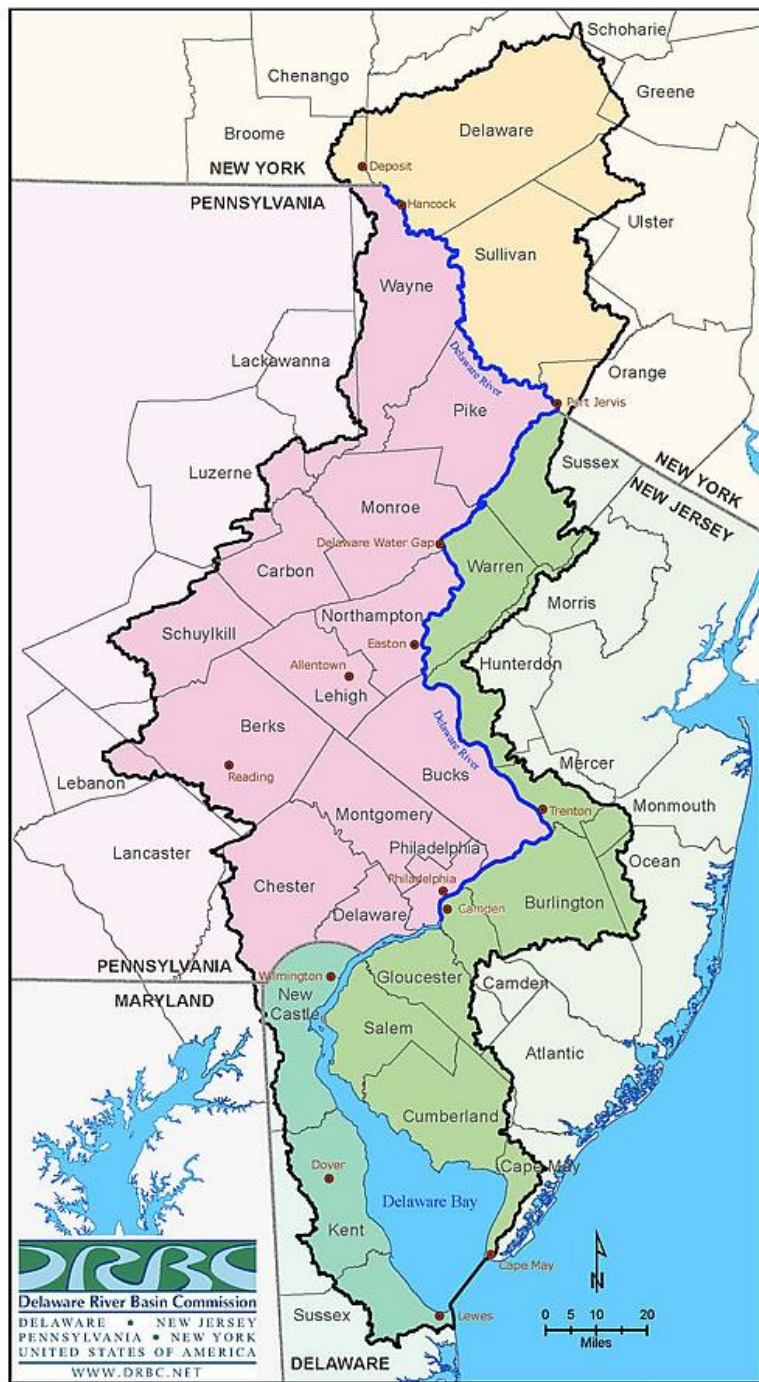 Schoharie
Chenango
Greene
Delaware
Broome
Deposit
NEW YORK
PENNSYLVANIA
Hancock
Ulster
Sullivan
Wayne
Delaware River
Lackawanna
Orange
Port Jervis
Pike
Sussex
Luzerne
NEW YORK
NEW JERSEY
Monroe
Delaware Water Gap
Warren
Carbon
Morris
Northampton
Schuylkill
Easton
Hunterdon
Allentown
Lehigh
Delaware River
Berks
Mercer
Bucks
Reading
Lebanon
Trenton
Monmouth
Montgomery
Philadelphia
Lancaster
Ocean
Philadelphia
Chester
Camden
Burlington
Delaware
PENNSYLVANIA
Wilmington
Gloucester
MARYLAND
New
Castle
Camden
Salem
Atlantic
Cumberland
Cape May
Dover
Delaware Bay
Kent
Cape May
N
DRBC
Delaware River Basin Commission
DELAWARE • NEW JERSEY
PENNSYLVANIA • NEW YORK
UNITED STATES OF AMERICA
WWW.DRBC.NET
Sussex
Lewes
DELAWARE
0 5 10 20
Miles